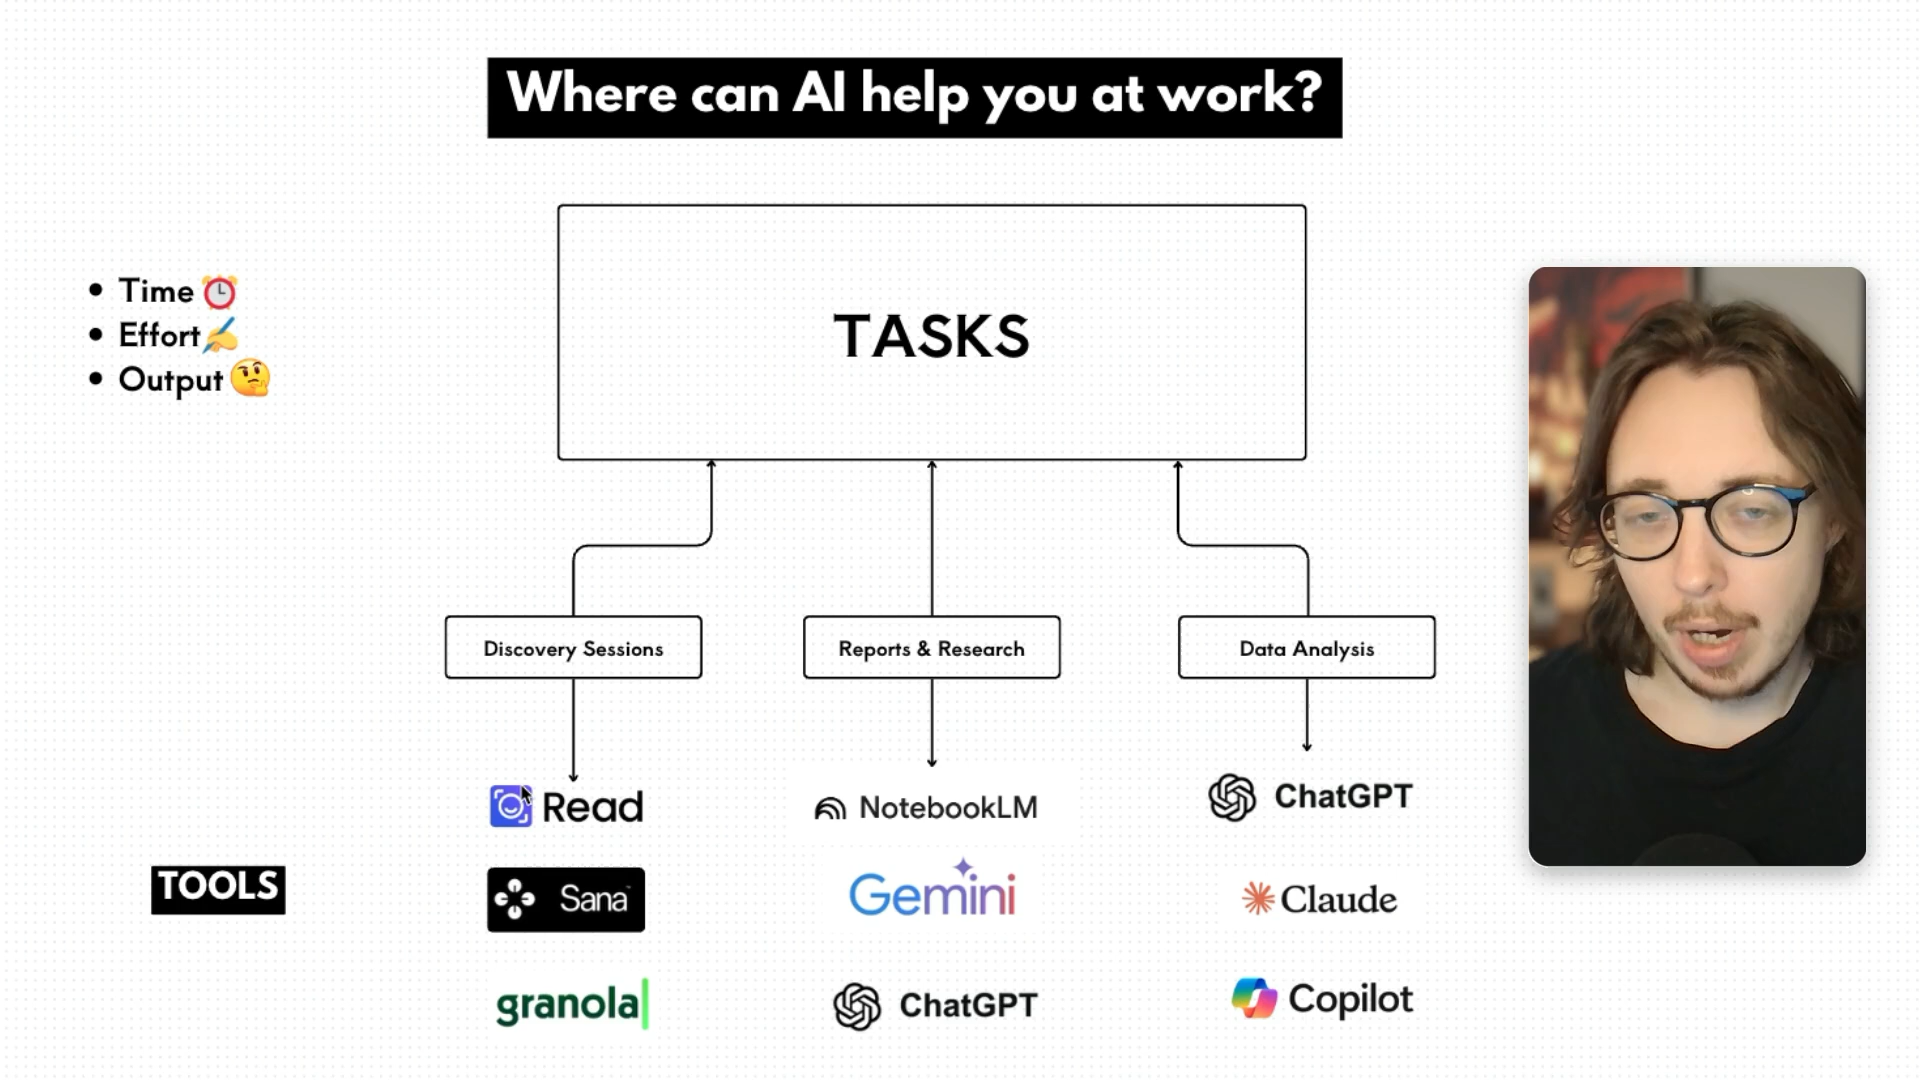 Where can AI help you at work?
Time ⏰
Effort ✍️
Output 🤔
TASKS
Discovery Sessions
Reports & Research
Data Analysis
TOOLS
Read
NotebookLM
ChatGPT
Sana
Gemini
Claude
granola
ChatGPT
Copilot